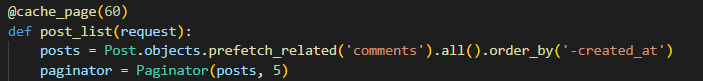 @cache_page(60)
def post_list(request):
    posts = Post.objects.prefetch_related('comments').all().order_by('-created_at')
    paginator = Paginator(posts, 5)